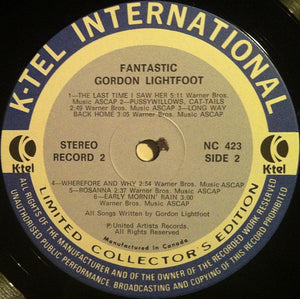 K-TEL INTERNATIONAL
FANTASTIC
GORDON LIGHTFOOT
1—THE LAST TIME I SAW HER 5:11 Warner Bros.
Music ASCAP 2—PUSSYWILLOWS, CAT-TAILS
2:49 Warner Bros. Music ASCAP 3—LONG WAY
BACK HOME 3:05 Warner Bros. Music ASCAP
STEREO
RECORD 2
NC 423
SIDE 2
K-tel
K-tel
4—WHEREFORE AND WHY 2:54 Warner Bros. Music ASCAP
5—ROSANNA 2:37 Warner Bros. Music ASCAP
6—EARLY MORNIN' RAIN 3:00
Warner Bros. Music ASCAP
All Songs Written by Gordon Lightfoot
Ⓟ United Artists Records.
All Rights Reserved
Manufactured in Canada
LIMITED COLLECTOR'S EDITION
ALL RIGHTS OF THE MANUFACTURER AND OF THE OWNER OF THE RECORDED WORK RESERVED.
UNAUTHORISED PUBLIC PERFORMANCE, BROADCASTING AND COPYING OF THIS RECORD PROHIBITED